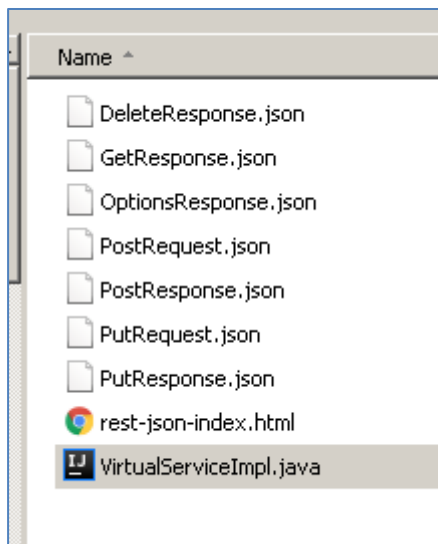 Name
DeleteResponse.json
GetResponse.json
OptionsResponse.json
PostRequest.json
PostResponse.json
PutRequest.json
PutResponse.json
rest-json-index.html
IJ VirtualServiceImpl.java